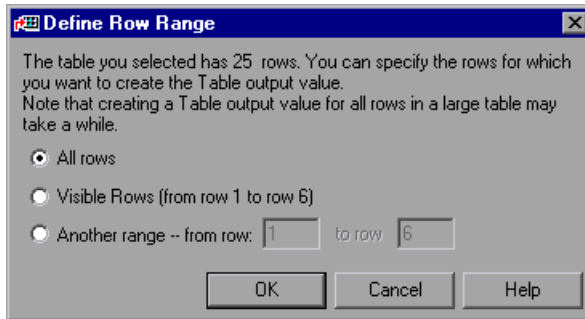 Define Row Range
The table you selected has 25 rows. You can specify the rows for which
you want to create the Table output value.
Note that creating a Table output value for all rows in a large table may
take a while.
All rows
Visible Rows (from row 1 to row 6)
Another range -- from row: 1 to row 6
OK Cancel Help